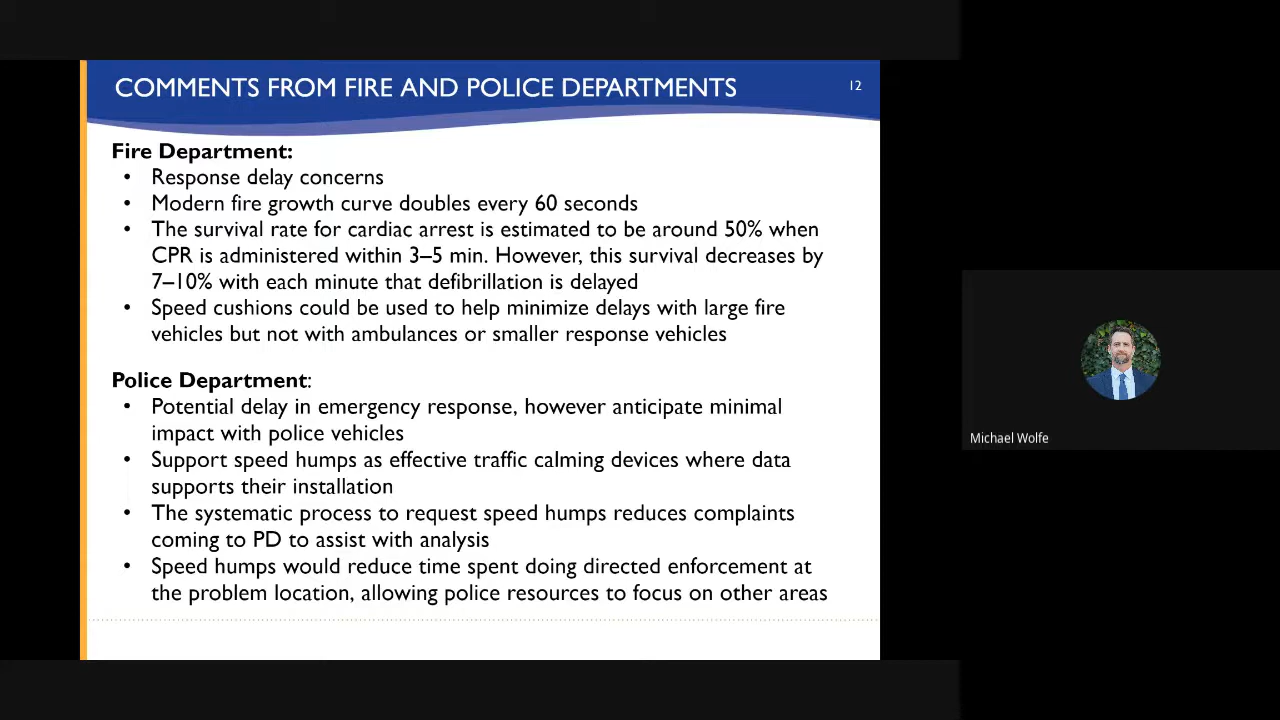 COMMENTS FROM FIRE AND POLICE DEPARTMENTS
12
Fire Department:
• Response delay concerns
• Modern fire growth curve doubles every 60 seconds
• The survival rate for cardiac arrest is estimated to be around 50% when
CPR is administered within 3–5 min. However, this survival decreases by
7–10% with each minute that defibrillation is delayed
• Speed cushions could be used to help minimize delays with large fire
vehicles but not with ambulances or smaller response vehicles
Police Department:
• Potential delay in emergency response, however anticipate minimal
impact with police vehicles
• Support speed humps as effective traffic calming devices where data
supports their installation
• The systematic process to request speed humps reduces complaints
coming to PD to assist with analysis
• Speed humps would reduce time spent doing directed enforcement at
the problem location, allowing police resources to focus on other areas
Michael Wolfe